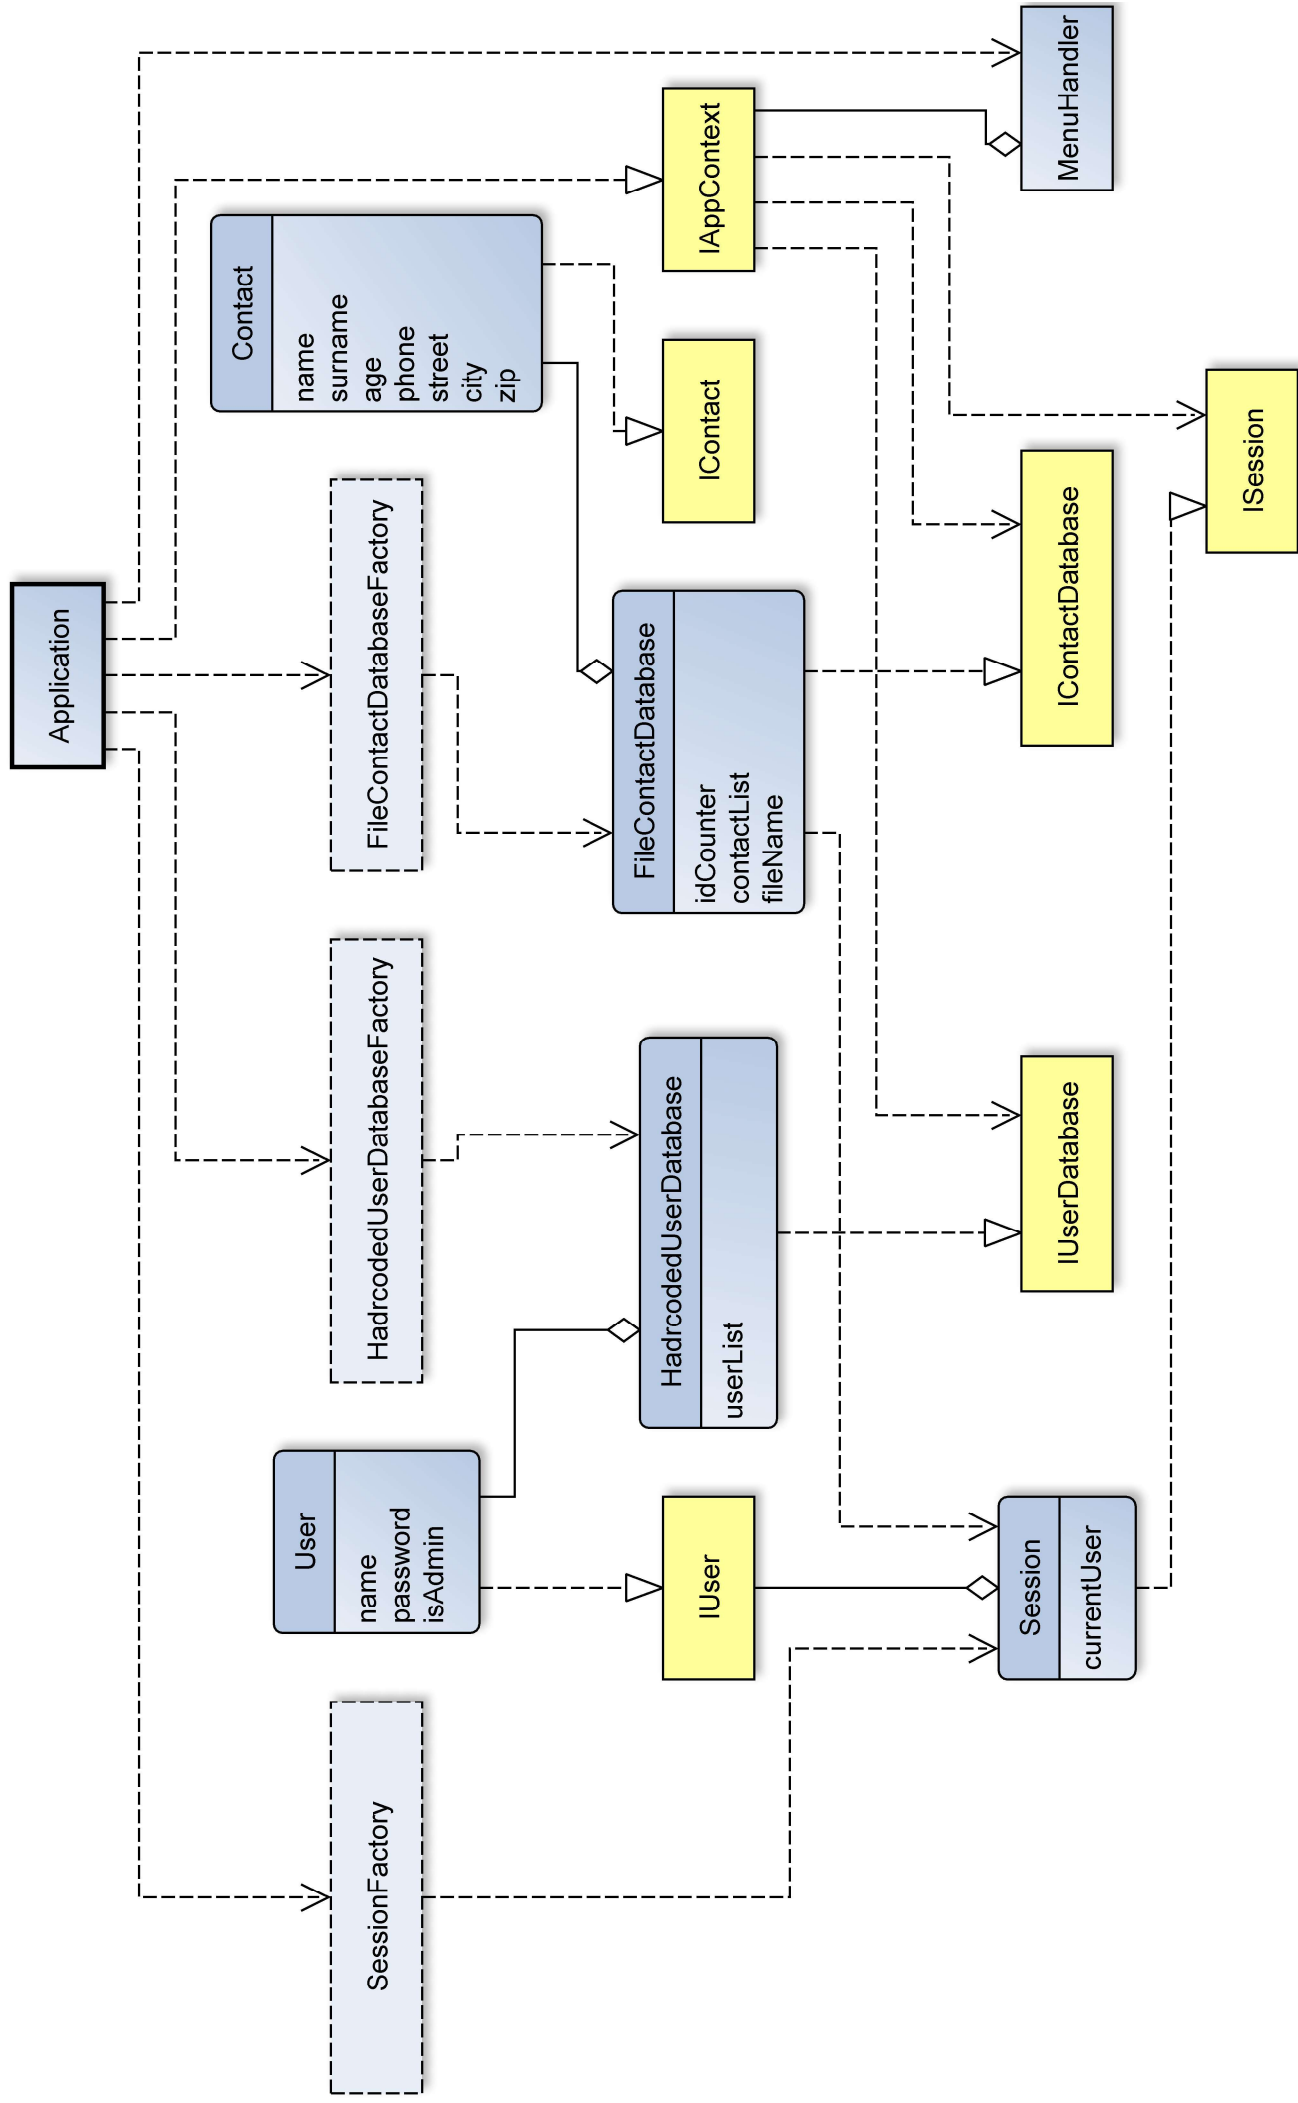 Application
SessionFactory
User
name
password
isAdmin
HadrcodedUserDatabaseFactory
FileContactDatabaseFactory
Contact
name
surname
age
phone
street
city
zip
IUser
HadrcodedUserDatabase
userList
FileContactDatabase
idCounter
contactList
fileName
IContact
IAppContext
Session
currentUser
IUserDatabase
IContactDatabase
MenuHandler
ISession